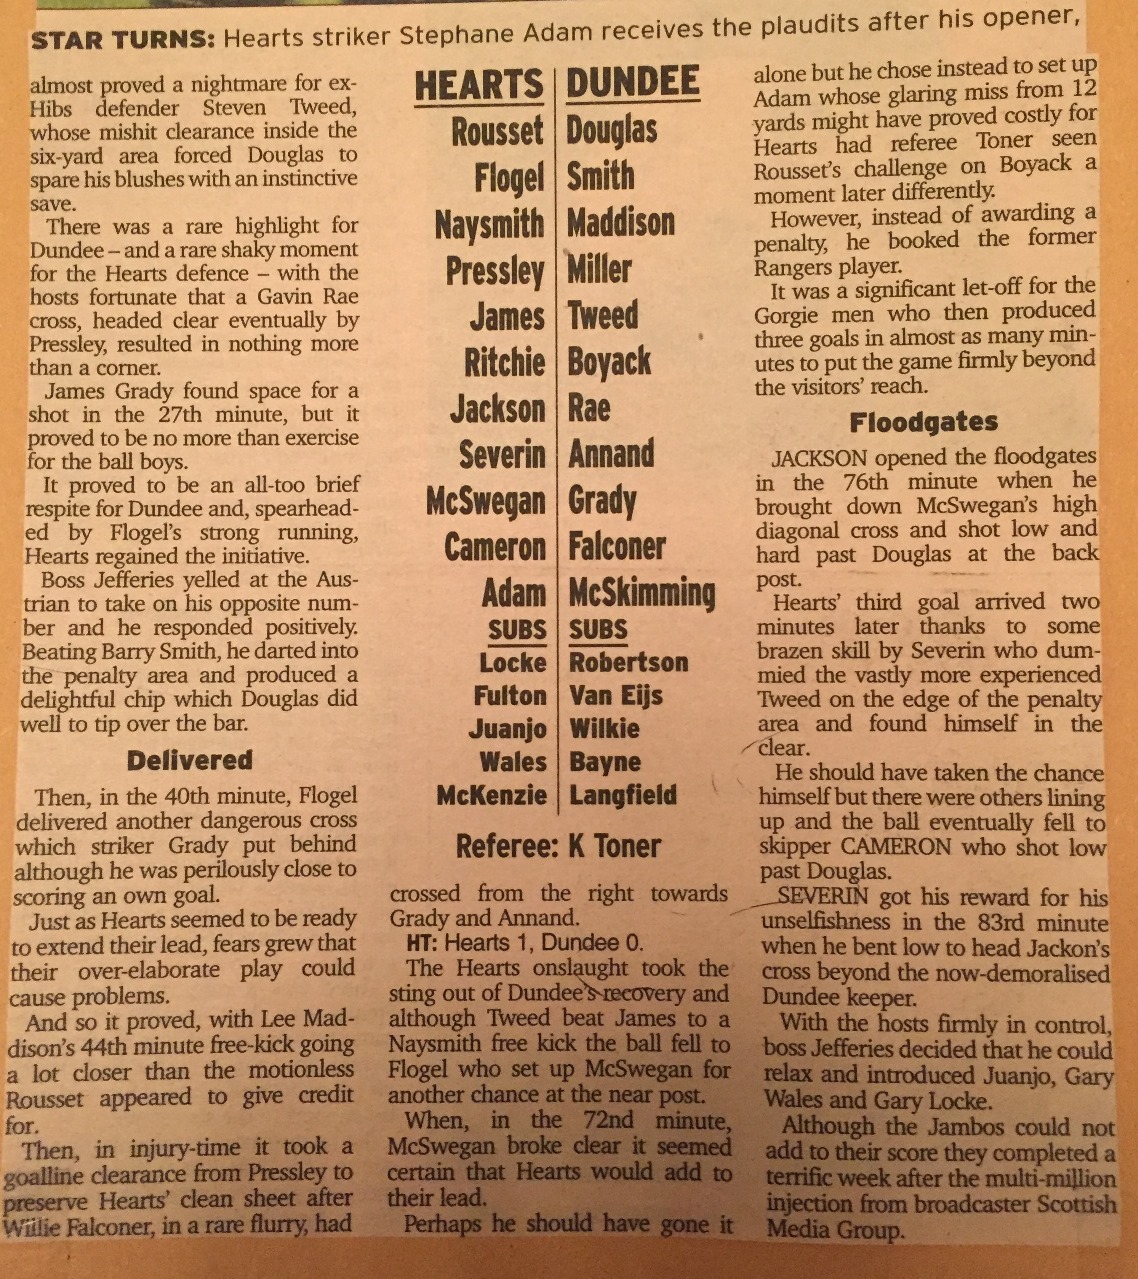 STAR TURNS: Hearts striker Stephane Adam receives the plaudits after his opener,
almost proved a nightmare for ex-
Hibs defender Steven Tweed,
whose mishit clearance inside the
six-yard area forced Douglas to
spare his blushes with an instinctive
save.
There was a rare highlight for
Dundee – and a rare shaky moment
for the Hearts defence – with the
hosts fortunate that a Gavin Rae
cross, headed clear eventually by
Pressley, resulted in nothing more
than a corner.
James Grady found space for a
shot in the 27th minute, but it
proved to be no more than exercise
for the ball boys.
It proved to be an all-too brief
respite for Dundee and, spearhead-
ed by Flogel's strong running,
Hearts regained the initiative.
Boss Jefferies yelled at the Aus-
trian to take on his opposite num-
ber and he responded positively.
Beating Barry Smith, he darted into
the penalty area and produced a
delightful chip which Douglas did
well to tip over the bar.
Delivered
Then, in the 40th minute, Flogel
delivered another dangerous cross
which striker Grady put behind
although he was perilously close to
scoring an own goal.
Just as Hearts seemed to be ready
to extend their lead, fears grew that
their over-elaborate play could
cause problems.
And so it proved, with Lee Mad-
dison's 44th minute free-kick going
a lot closer than the motionless
Rousset appeared to give credit
for.
Then, in injury-time it took a
goalline clearance from Pressley to
preserve Hearts' clean sheet after
Willie Falconer, in a rare flurry, had
HEARTS DUNDEE
Rousset Douglas
Flogel Smith
Naysmith Maddison
Pressley Miller
James Tweed
Ritchie Boyack
Jackson Rae
Severin Annand
McSwegan Grady
Cameron Falconer
Adam McSkimming
SUBS SUBS
Locke Robertson
Fulton Van Eijs
Juanjo Wilkie
Wales Bayne
McKenzie Langfield
Referee: K Toner
crossed from the right towards
Grady and Annand.
HT: Hearts 1, Dundee 0.
The Hearts onslaught took the
sting out of Dundee's recovery and
although Tweed beat James to a
Naysmith free kick the ball fell to
Flogel who set up McSwegan for
another chance at the near post.
When, in the 72nd minute,
McSwegan broke clear it seemed
certain that Hearts would add to
their lead.
Perhaps he should have gone it
alone but he chose instead to set up
Adam whose glaring miss from 12
yards might have proved costly for
Hearts had referee Toner seen
Rousset's challenge on Boyack a
moment later differently.
However, instead of awarding a
penalty, he booked the former
Rangers player.
It was a significant let-off for the
Gorgie men who then produced
three goals in almost as many min-
utes to put the game firmly beyond
the visitors' reach.
Floodgates
JACKSON opened the floodgates
in the 76th minute when he
brought down McSwegan's high
diagonal cross and shot low and
hard past Douglas at the back
post.
Hearts' third goal arrived two
minutes later thanks to some
brazen skill by Severin who dum-
mied the vastly more experienced
Tweed on the edge of the penalty
area and found himself in the
clear.
He should have taken the chance
himself but there were others lining
up and the ball eventually fell to
skipper CAMERON who shot low
past Douglas.
SEVERIN got his reward for his
unselfishness in the 83rd minute
when he bent low to head Jackon's
cross beyond the now-demoralised
Dundee keeper.
With the hosts firmly in control,
boss Jefferies decided that he could
relax and introduced Juanjo, Gary
Wales and Gary Locke.
Although the Jambos could not
add to their score they completed a
terrific week after the multi-million
injection from broadcaster Scottish
Media Group.